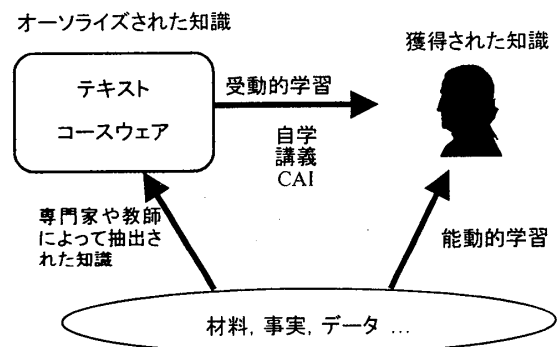 オーソライズされた知識
獲得された知識
テキスト
コースウェア
受動的学習
自学
講義
CAI
専門家や教師
によって抽出さ
れた知識
能動的学習
材料, 事実, データ ...